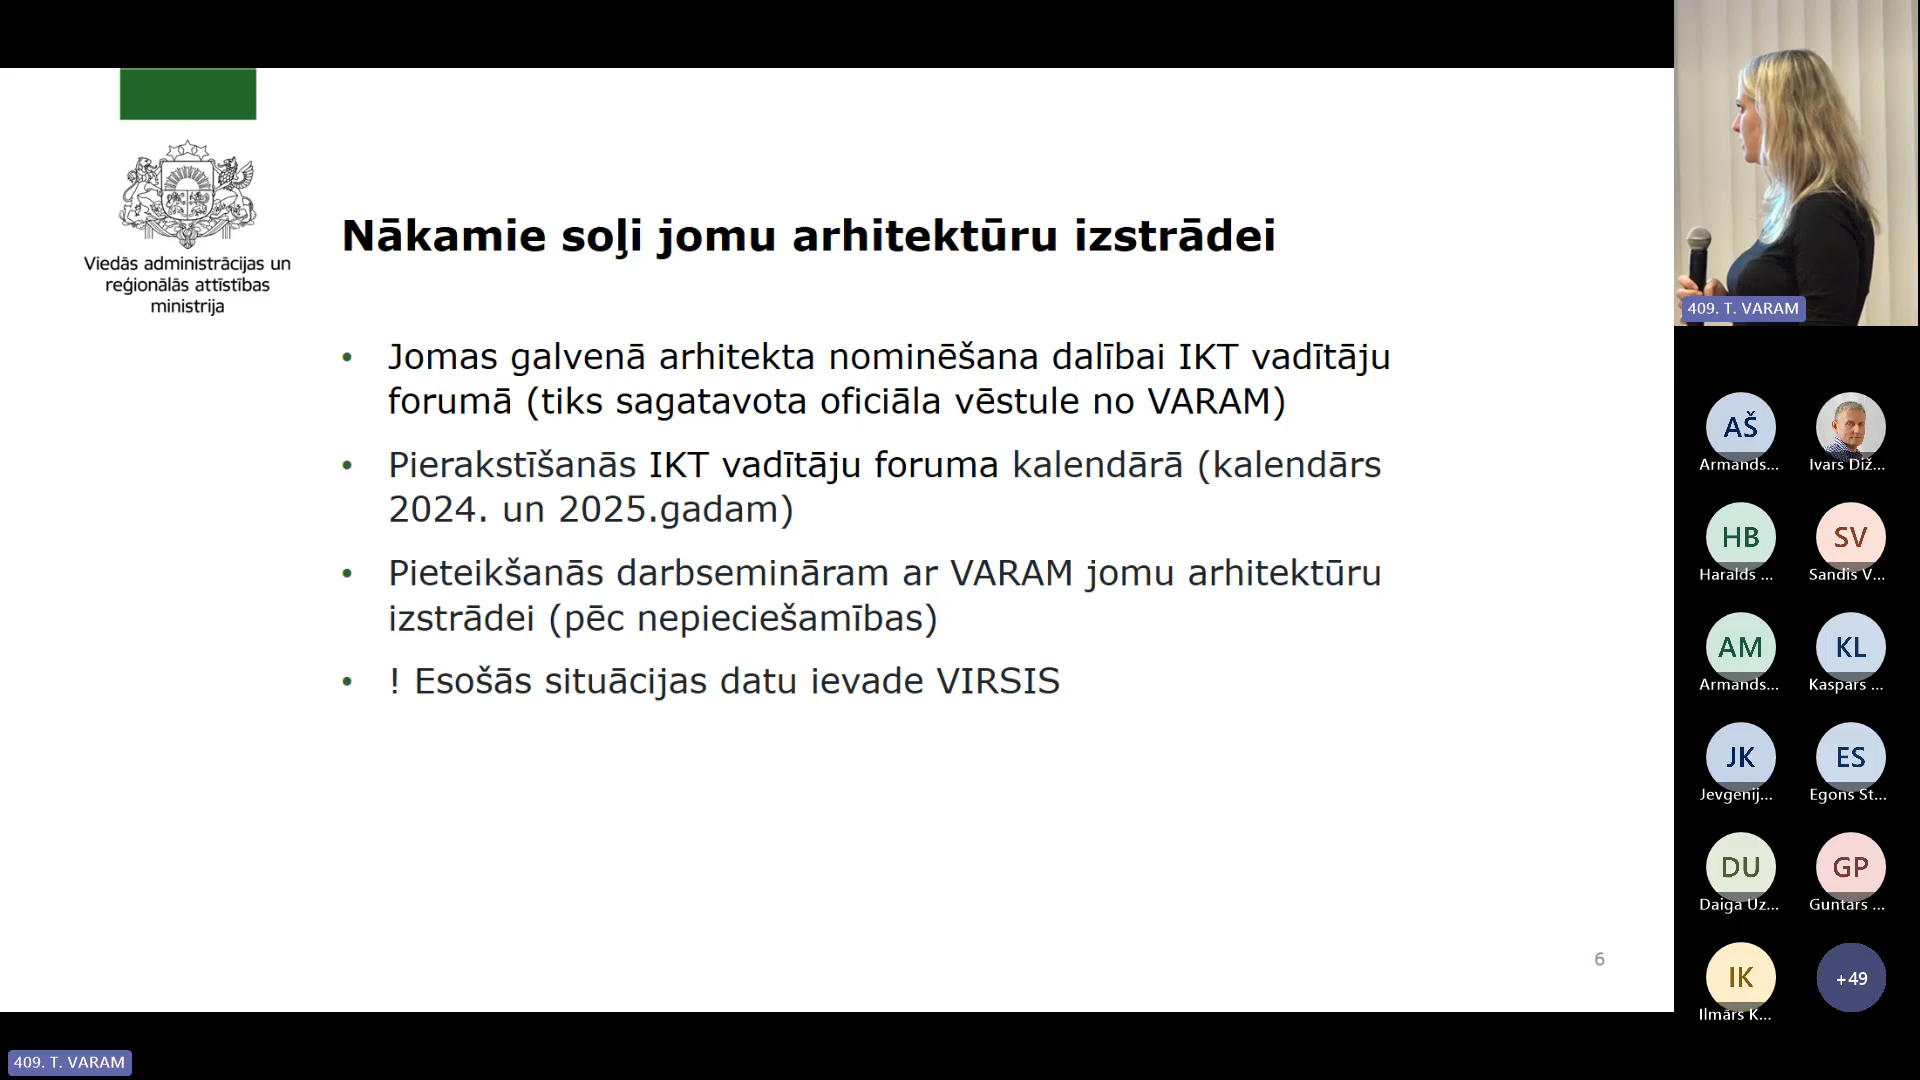 Viedās administrācijas un
reģionālās attīstības
ministrija
Nākamie soļi jomu arhitektūru izstrādei
• Jomas galvenā arhitekta nominēšana dalībai IKT vadītāju
forumā (tiks sagatavota oficiāla vēstule no VARAM)
• Pierakstīšanās IKT vadītāju foruma kalendārā (kalendārs
2024. un 2025.gadam)
• Pieteikšanās darbsemināram ar VARAM jomu arhitektūru
izstrādei (pēc nepieciešamības)
• ! Esošās situācijas datu ievade VIRSIS
6
409. T. VARAM
AŠ
Armands...
Ivars Diž...
HB
Haralds ...
SV
Sandis V...
AM
Armands...
KL
Kaspars ...
JK
Jevgenij...
ES
Egons St...
DU
Daiga Uz...
GP
Guntars ...
IK
Ilmārs K...
+49
409. T. VARAM